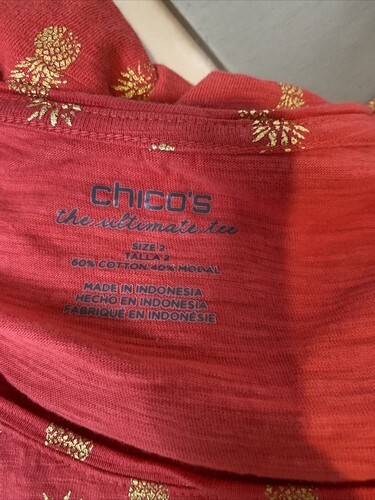 chico's
the ultimate tee
SIZE 2
TALLA 2
60% COTTON 40% MODAL
MADE IN INDONESIA
HECHO EN INDONESIA
FABRIQUÉ EN INDONÉSIE